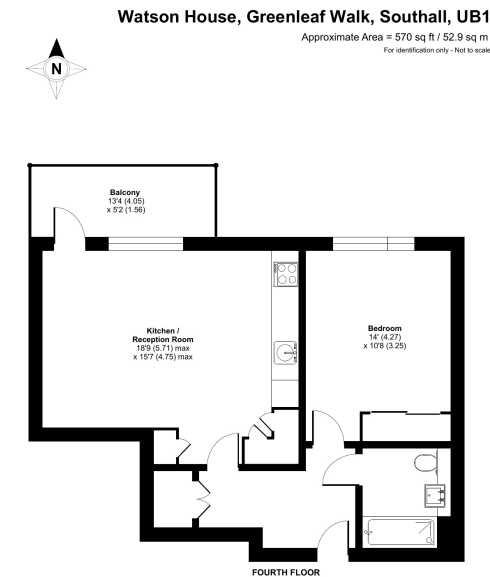 Watson House, Greenleaf Walk, Southall, UB1
Approximate Area = 570 sq ft / 52.9 sq m
For identification only - Not to scale
N
Balcony
13'4 (4.05)
x 5'2 (1.56)
Kitchen /
Reception Room
18'9 (5.71) max
x 15'7 (4.75) max
Bedroom
14' (4.27)
x 10'8 (3.25)
FOURTH FLOOR